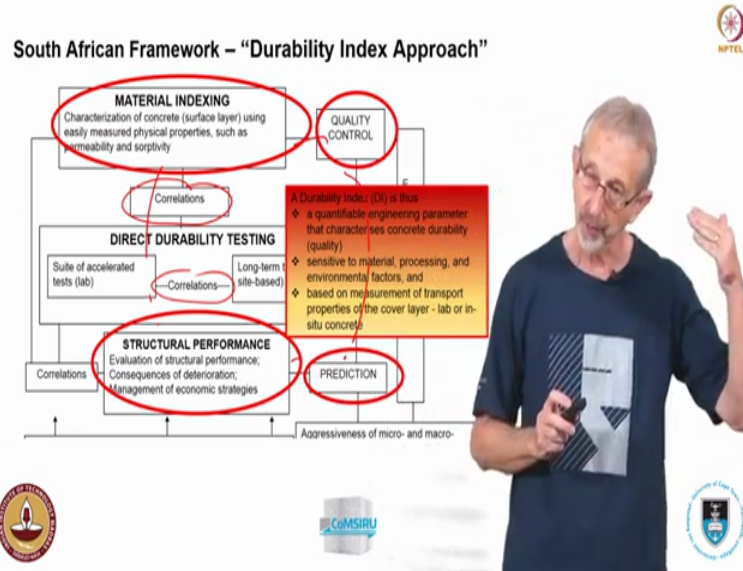 South African Framework – “Durability Index Approach”
NPTEL
MATERIAL INDEXING
Characterization of concrete (surface layer) using
easily measured physical properties, such as
permeability and sorptivity
QUALITY
CONTROL
Correlations
A Durability Index (DI) is thus
❖ a quantifiable engineering parameter
that characterises concrete durability
(quality)
❖ sensitive to material, processing, and
environmental factors, and
❖ based on measurement of transport
properties of the cover layer - lab or in-
situ concrete
DIRECT DURABILITY TESTING
Suite of accelerated
tests (lab)
----Correlations----
Long-term t
site-based)
STRUCTURAL PERFORMANCE
Evaluation of structural performance;
Consequences of deterioration;
Management of economic strategies
Correlations
PREDICTION
Aggressiveness of micro- and macro-
CoMSIRU